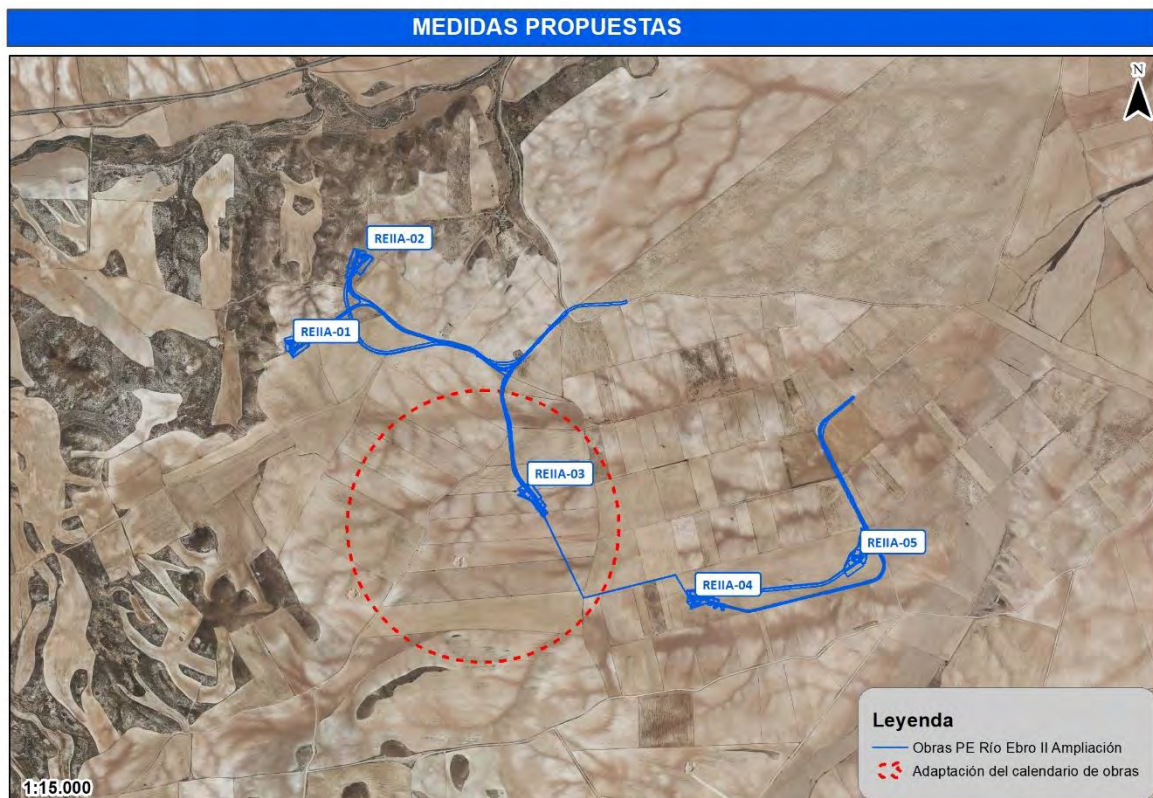 MEDIDAS PROPUESTAS
N
REIIA-02
REIIA-01
REIIA-03
REIIA-05
REIIA-04
Leyenda
Obras PE Río Ebro II Ampliación
Adaptación del calendario de obras
1:15.000